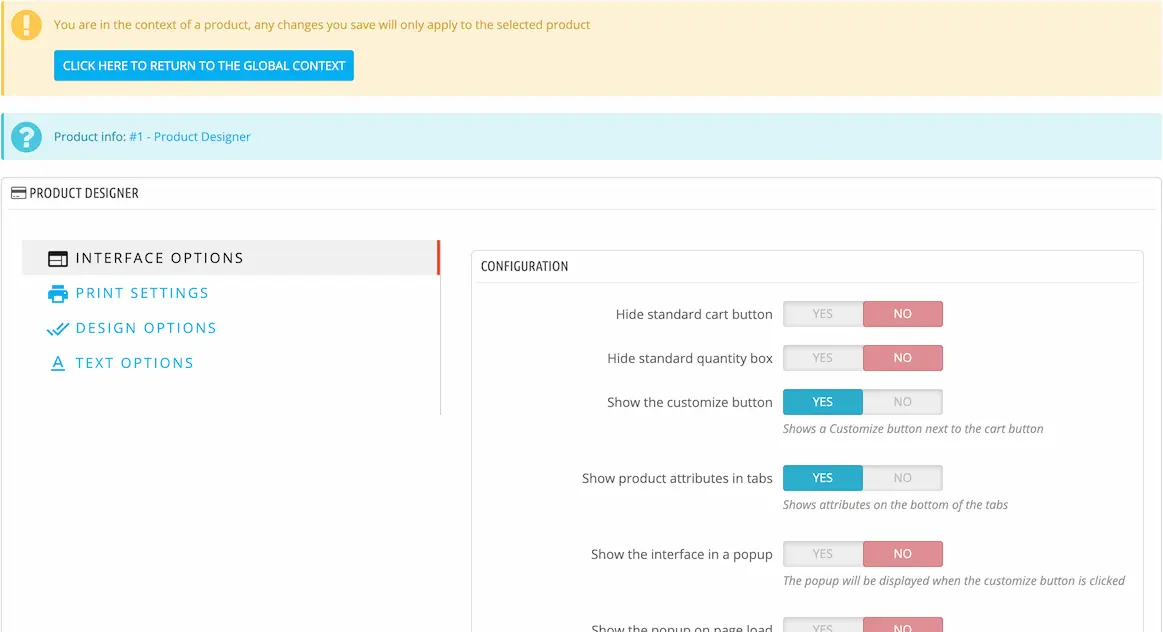 You are in the context of a product, any changes you save will only apply to the selected product
CLICK HERE TO RETURN TO THE GLOBAL CONTEXT
Product info: #1 - Product Designer
PRODUCT DESIGNER
INTERFACE OPTIONS
PRINT SETTINGS
DESIGN OPTIONS
TEXT OPTIONS
CONFIGURATION
Hide standard cart button YES NO
Hide standard quantity box YES NO
Show the customize button YES NO
Shows a Customize button next to the cart button
Show product attributes in tabs YES NO
Shows attributes on the bottom of the tabs
Show the interface in a popup YES NO
The popup will be displayed when the customize button is clicked
Show the popup on page load YES NO